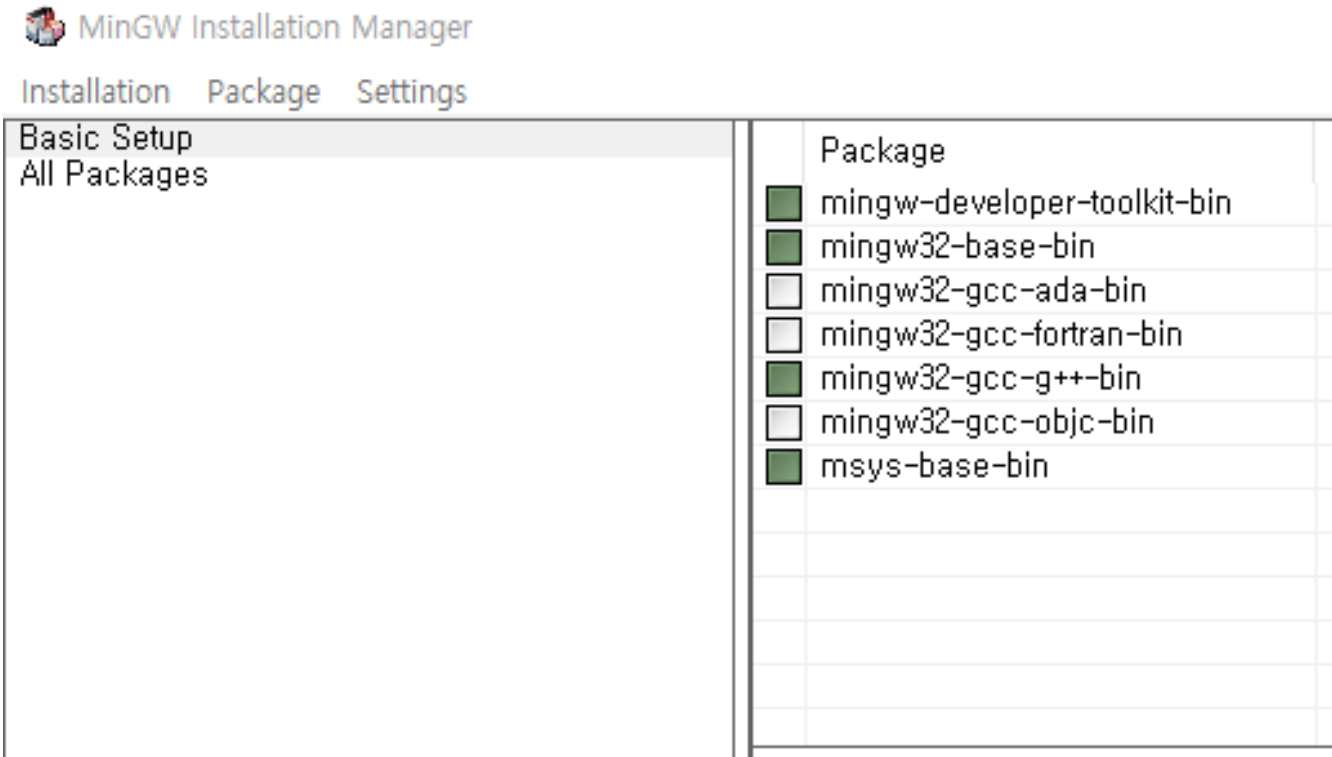 MinGW Installation Manager
Installation Package Settings
Basic Setup
All Packages
Package
mingw-developer-toolkit-bin
mingw32-base-bin
mingw32-gcc-ada-bin
mingw32-gcc-fortran-bin
mingw32-gcc-g++-bin
mingw32-gcc-objc-bin
msys-base-bin